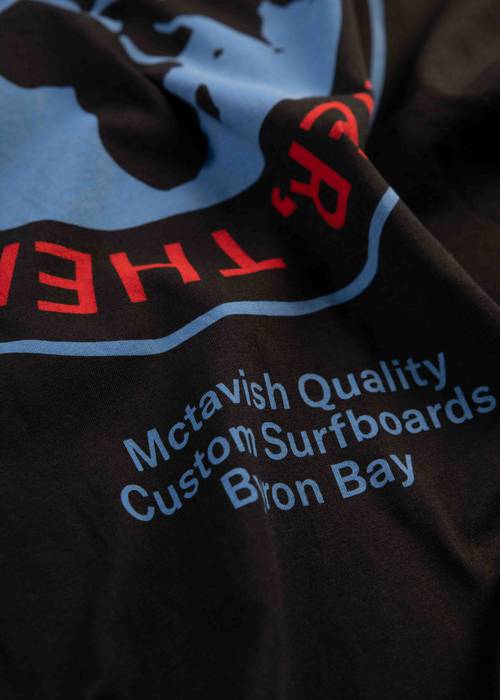 THE
Mctavish Quality
Custom Surfboards
Byron Bay